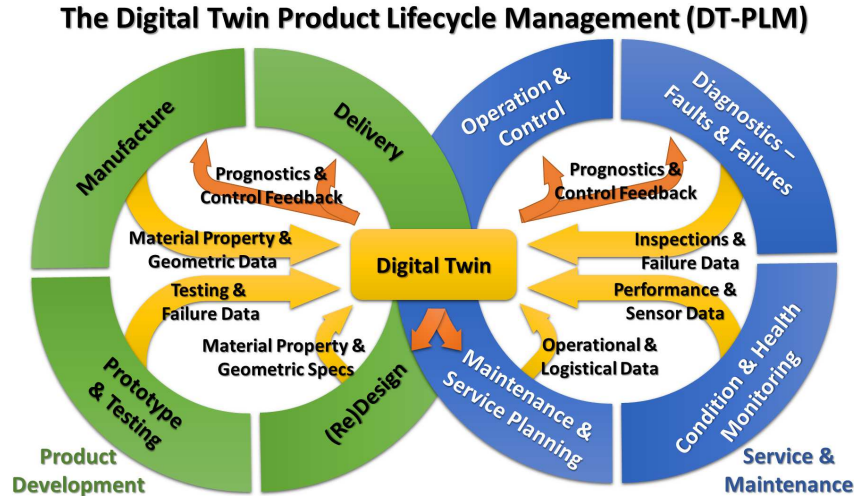 The Digital Twin Product Lifecycle Management (DT-PLM)
Manufacture
Delivery
Operation &
Control
Diagnostics –
Faults & Failures
Prognostics &
Control Feedback
Prognostics &
Control Feedback
Material Property &
Geometric Data
Digital Twin
Inspections &
Failure Data
Testing &
Failure Data
Performance &
Sensor Data
Material Property &
Geometric Specs
Operational &
Logistical Data
Prototype
& Testing
(Re)Design
Maintenance &
Service Planning
Condition & Health
Monitoring
Product
Development
Service &
Maintenance